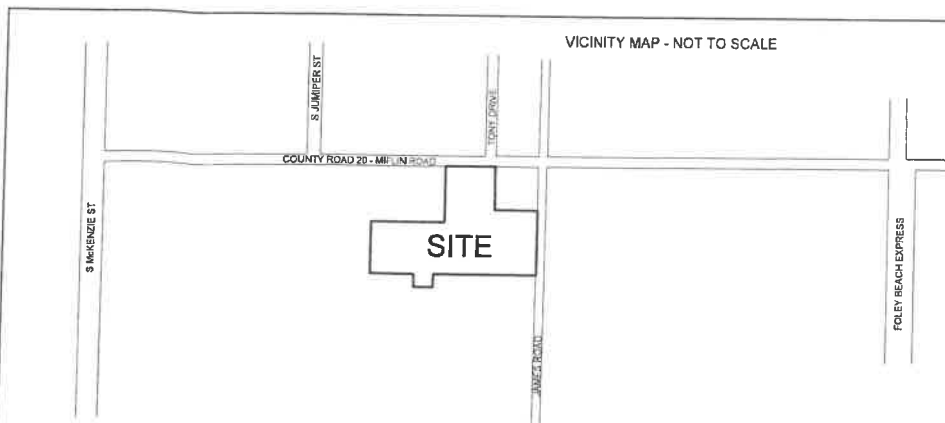 VICINITY MAP - NOT TO SCALE
S JUMIPER ST
TONY DRIVE
COUNTY ROAD 20 - MIFLIN ROAD
S McKENZIE ST
SITE
FOLEY BEACH EXPRESS
JAMES ROAD